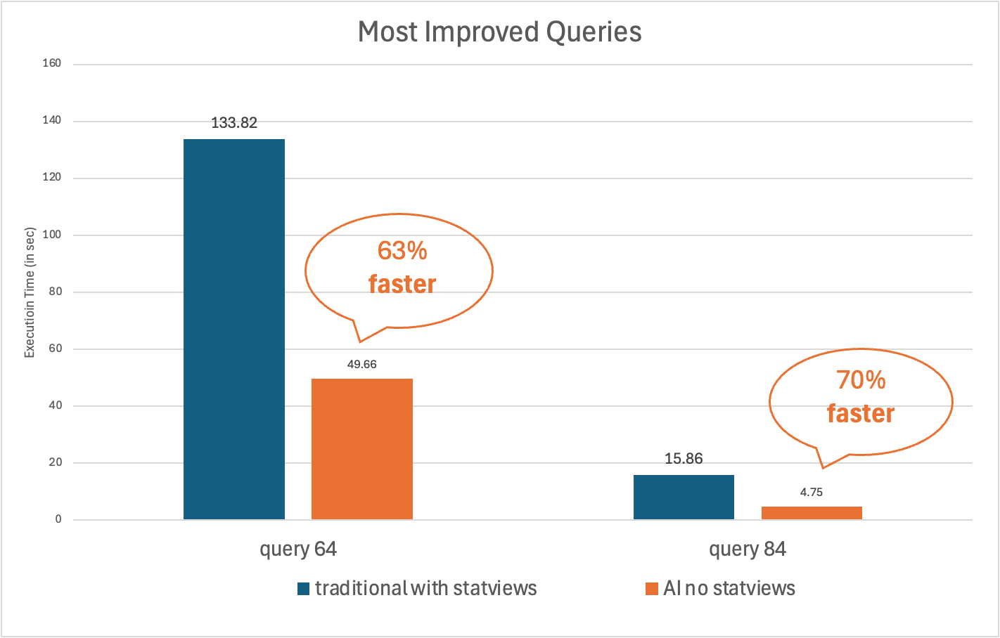 Most Improved Queries
160
140
120
100
80
60
40
20
0
Executioin Time (in sec)
133.82
63%
faster
49.66
15.86
70%
faster
4.75
query 64
query 84
traditional with statviews
AI no statviews